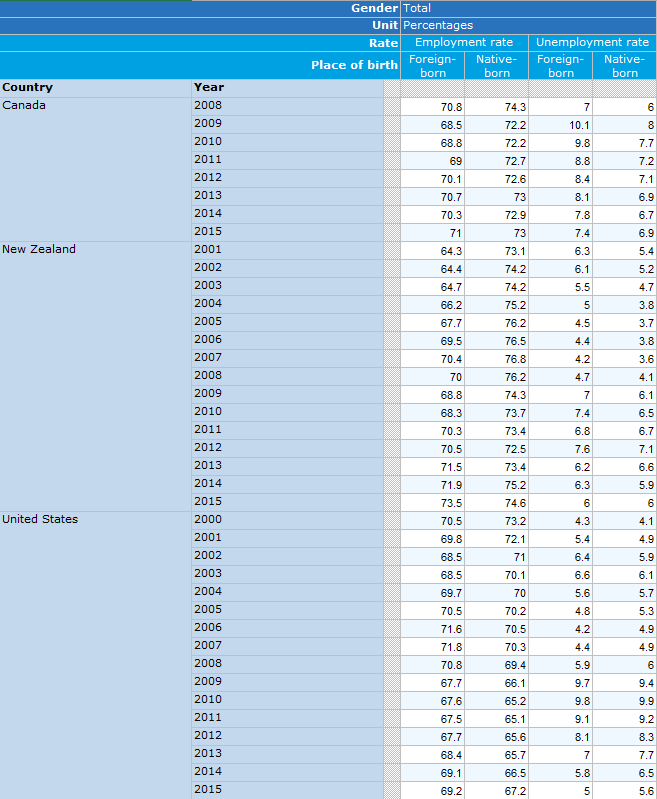 Gender Total
Unit Percentages
Rate Employment rate Unemployment rate
Place of birth Foreign-born Native-born Foreign-born Native-born
Country Year
Canada 2008 70.8 74.3 7 6
2009 68.5 72.2 10.1 8
2010 68.8 72.2 9.8 7.7
2011 69 72.7 8.8 7.2
2012 70.1 72.6 8.4 7.1
2013 70.7 73 8.1 6.9
2014 70.3 72.9 7.8 6.7
2015 71 73 7.4 6.9
New Zealand 2001 64.3 73.1 6.3 5.4
2002 64.4 74.2 6.1 5.2
2003 64.7 74.2 5.5 4.7
2004 66.2 75.2 5 3.8
2005 67.7 76.2 4.5 3.7
2006 69.5 76.5 4.4 3.8
2007 70.4 76.8 4.2 3.6
2008 70 76.2 4.7 4.1
2009 68.8 74.3 7 6.1
2010 68.3 73.7 7.4 6.5
2011 70.3 73.4 6.8 6.7
2012 70.5 72.5 7.6 7.1
2013 71.5 73.4 6.2 6.6
2014 71.9 75.2 6.3 5.9
2015 73.5 74.6 6 6
United States 2000 70.5 73.2 4.3 4.1
2001 69.8 72.1 5.4 4.9
2002 68.5 71 6.4 5.9
2003 68.5 70.1 6.6 6.1
2004 69.7 70 5.6 5.7
2005 70.5 70.2 4.8 5.3
2006 71.6 70.5 4.2 4.9
2007 71.8 70.3 4.4 4.9
2008 70.8 69.4 5.9 6
2009 67.7 66.1 9.7 9.4
2010 67.6 65.2 9.8 9.9
2011 67.5 65.1 9.1 9.2
2012 67.7 65.6 8.1 8.3
2013 68.4 65.7 7 7.7
2014 69.1 66.5 5.8 6.5
2015 69.2 67.2 5 5.6